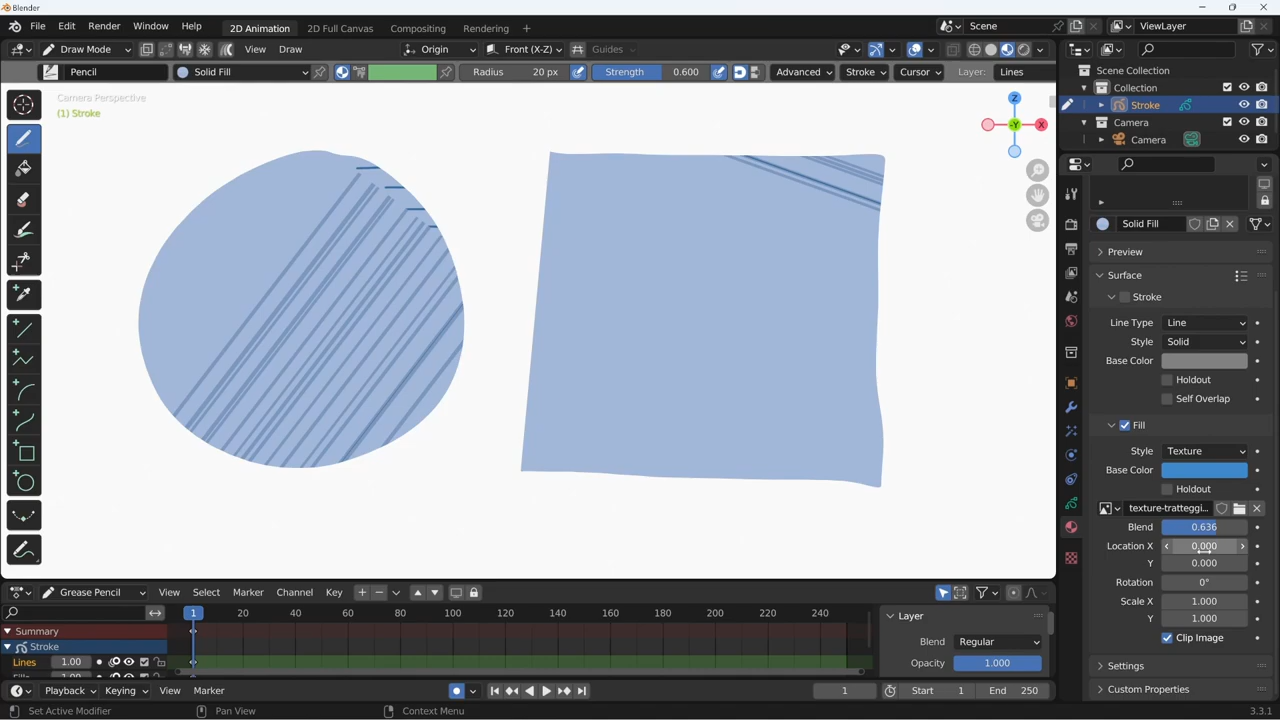 Blender
File Edit Render Window Help 2D Animation 2D Full Canvas Compositing Rendering + Scene ViewLayer
Draw Mode View Draw Origin Front (X-Z) Guides
Pencil Solid Fill Radius 20 px Strength 0.600 Advanced Stroke Cursor Layer: Lines
Camera Perspective
(1) Stroke
Z
-Y X
Scene Collection
Collection
Stroke
Camera
Camera
Solid Fill
Preview
Surface
Stroke
Line Type Line
Style Solid
Base Color
Holdout
Self Overlap
Fill
Style Texture
Base Color
Holdout
texture-tratteggi...
Blend 0.636
Location X 0.000
Y 0.000
Rotation 0°
Scale X 1.000
Y 1.000
Clip Image
Settings
Custom Properties
Grease Pencil View Select Marker Channel Key
1 20 40 60 80 100 120 140 160 180 200 220 240
Summary
Stroke
Lines 1.00
Layer
Blend Regular
Opacity 1.000
Playback Keying View Marker 1 Start 1 End 250
Set Active Modifier Pan View Context Menu 3.3.1